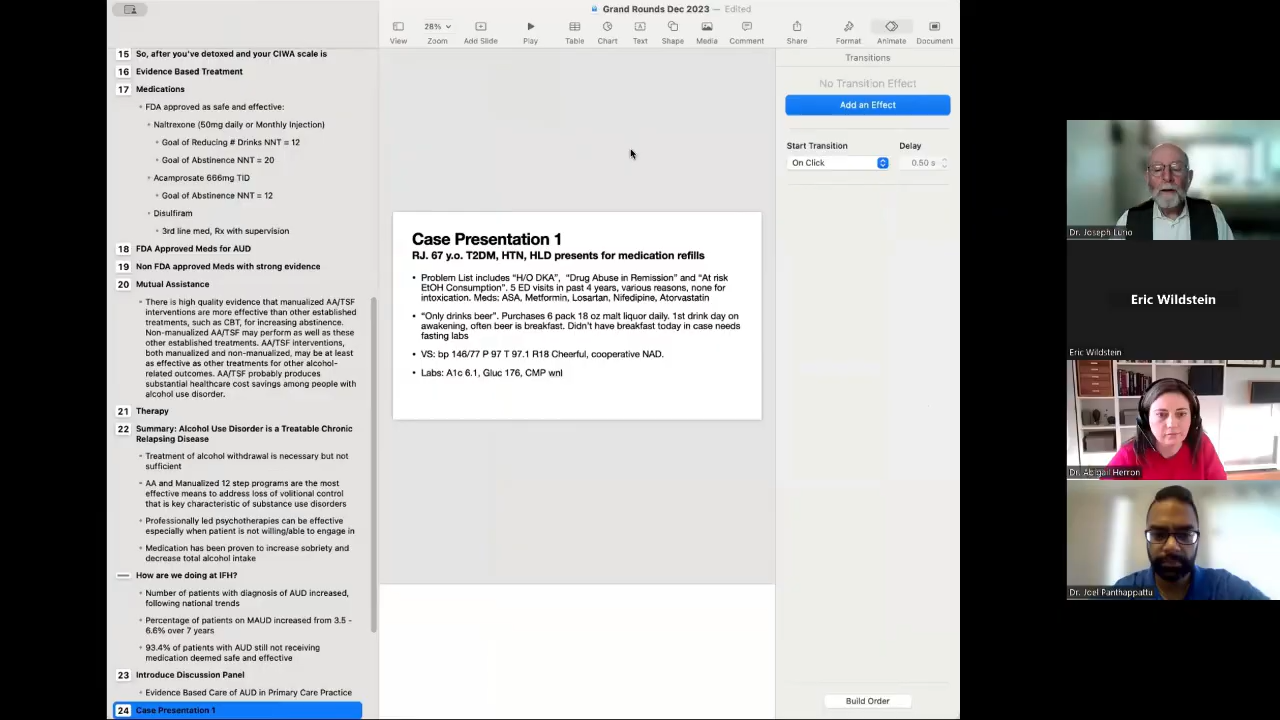 Grand Rounds Dec 2023 — Edited
28%
View
Zoom
Add Slide
Play
Table
Chart
Text
Shape
Media
Comment
Share
Format
Animate
Document
15 So, after you've detoxed and your CIWA scale is
16 Evidence Based Treatment
17 Medications
• FDA approved as safe and effective:
• Naltrexone (50mg daily or Monthly Injection)
• Goal of Reducing # Drinks NNT = 12
• Goal of Abstinence NNT = 20
• Acamprosate 666mg TID
• Goal of Abstinence NNT = 12
• Disulfiram
• 3rd line med, Rx with supervision
18 FDA Approved Meds for AUD
19 Non FDA approved Meds with strong evidence
20 Mutual Assistance
• There is high quality evidence that manualized AA/TSF
interventions are more effective than other established
treatments, such as CBT, for increasing abstinence.
Non-manualized AA/TSF may perform as well as these
other established treatments. AA/TSF interventions,
both manualized and non-manualized, may be at least
as effective as other treatments for other alcohol-
related outcomes. AA/TSF probably produces
substantial healthcare cost savings among people with
alcohol use disorder.
21 Therapy
22 Summary: Alcohol Use Disorder is a Treatable Chronic
Relapsing Disease
• Treatment of alcohol withdrawal is necessary but not
sufficient
• AA and Manualized 12 step programs are the most
effective means to address loss of volitional control
that is key characteristic of substance use disorders
• Professionally led psychotherapies can be effective
especially when patient is not willing/able to engage in
• Medication has been proven to increase sobriety and
decrease total alcohol intake
How are we doing at IFH?
• Number of patients with diagnosis of AUD increased,
following national trends
• Percentage of patients on MAUD increased from 3.5 -
6.6% over 7 years
• 93.4% of patients with AUD still not receiving
medication deemed safe and effective
23 Introduce Discussion Panel
• Evidence Based Care of AUD in Primary Care Practice
24 Case Presentation 1
Case Presentation 1
RJ. 67 y.o. T2DM, HTN, HLD presents for medication refills
• Problem List includes "H/O DKA", "Drug Abuse in Remission" and "At risk
EtOH Consumption". 5 ED visits in past 4 years, various reasons, none for
intoxication. Meds: ASA, Metformin, Losartan, Nifedipine, Atorvastatin
• "Only drinks beer". Purchases 6 pack 18 oz malt liquor daily. 1st drink day on
awakening, often beer is breakfast. Didn't have breakfast today in case needs
fasting labs
• VS: bp 146/77 P 97 T 97.1 R18 Cheerful, cooperative NAD.
• Labs: A1c 6.1, Gluc 176, CMP wnl
Transitions
No Transition Effect
Add an Effect
Start Transition
Delay
On Click
0.50 s
Build Order
Dr. Joseph Lurio
Eric Wildstein
Eric Wildstein
Dr. Abigail Herron
Dr. Joel Panthappattu